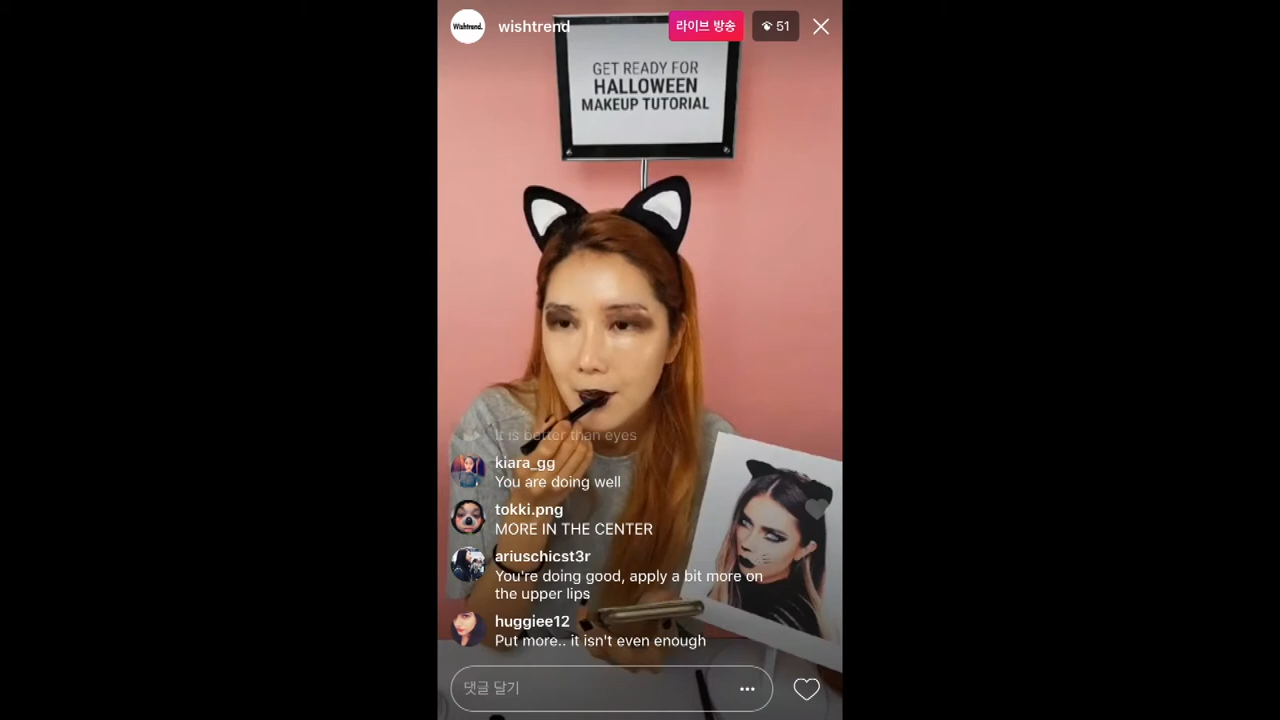 Wishtrend.
wishtrend
라이브 방송
51
GET READY FOR
HALLOWEEN
MAKEUP TUTORIAL
It is better than eyes
kiara_gg
You are doing well
tokki.png
MORE IN THE CENTER
ariuschicst3r
You're doing good, apply a bit more on
the upper lips
huggiee12
Put more.. it isn't even enough
댓글 달기